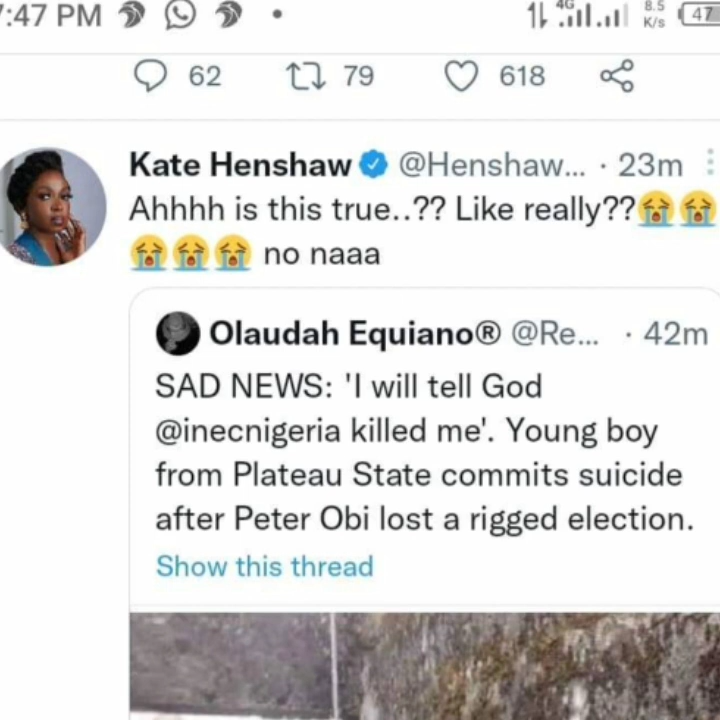 7:47 PM 4G 8.5 K/s 47
62 79 618
Kate Henshaw @Henshaw... · 23m
Ahhhh is this true..?? Like really??😭😭
😭😭😭 no naaa
Olaudah Equiano® @Re... · 42m
SAD NEWS: 'I will tell God
@inecnigeria killed me'. Young boy
from Plateau State commits suicide
after Peter Obi lost a rigged election.
Show this thread